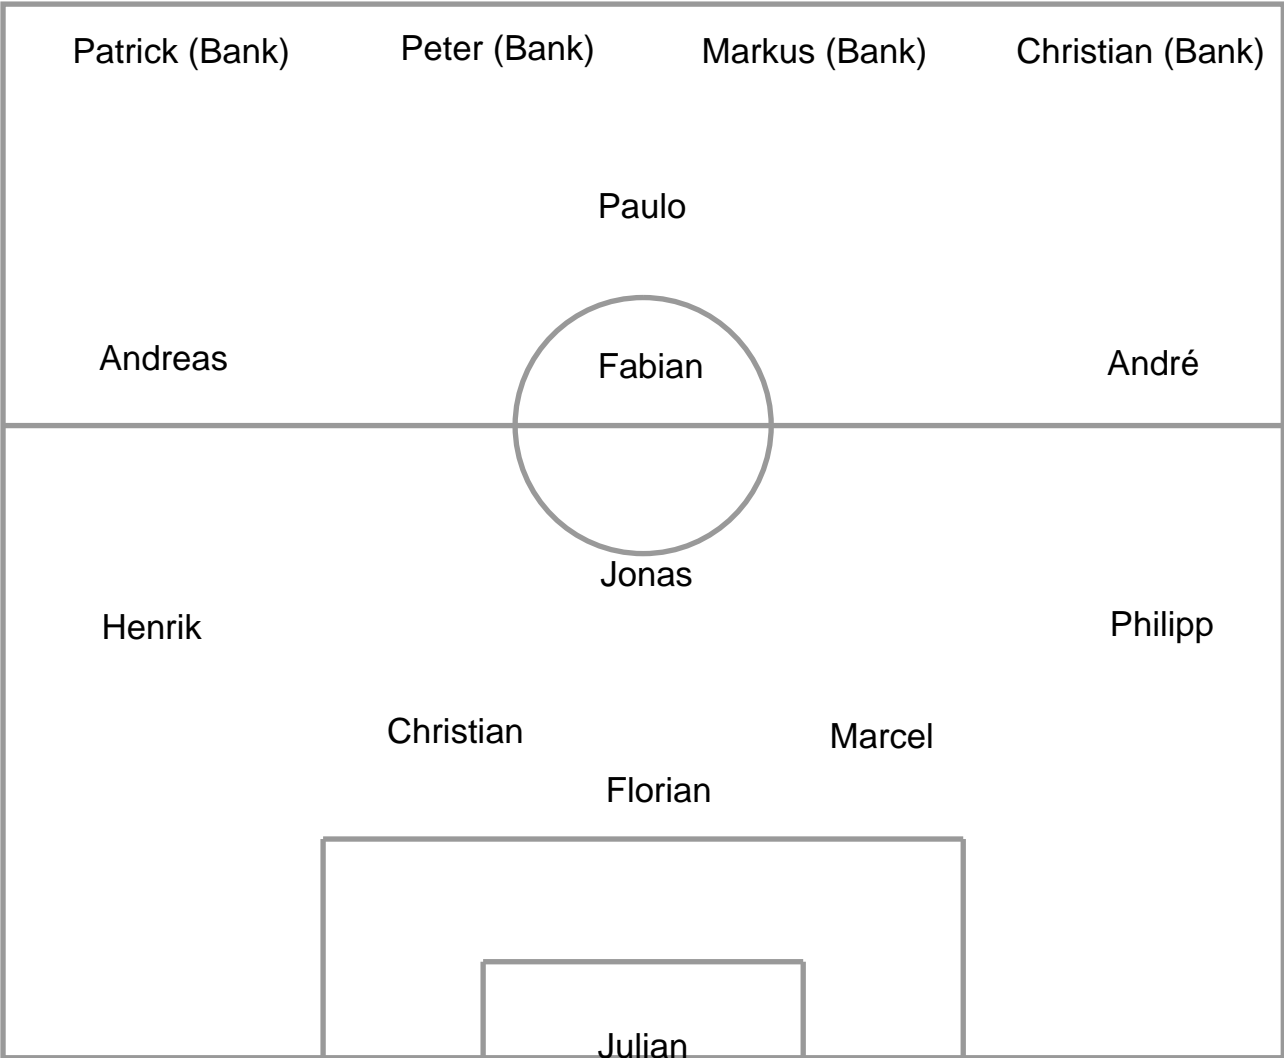 Patrick (Bank) Peter (Bank) Markus (Bank) Christian (Bank)
Paulo
Andreas Fabian André
Jonas
Henrik Philipp
Christian Marcel
Florian
Julian